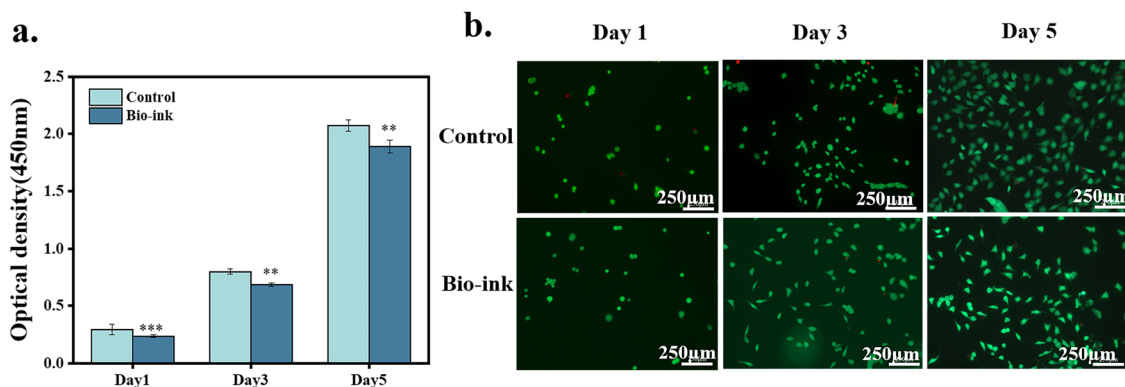 a.
Optical density(450nm)
2.5
2.0
1.5
1.0
0.5
0.0
Control
Bio-ink
***
**
**
Day1 Day3 Day5
b.
Day 1 Day 3 Day 5
Control
250µm 250µm 250µm
Bio-ink
250µm 250µm 250µm